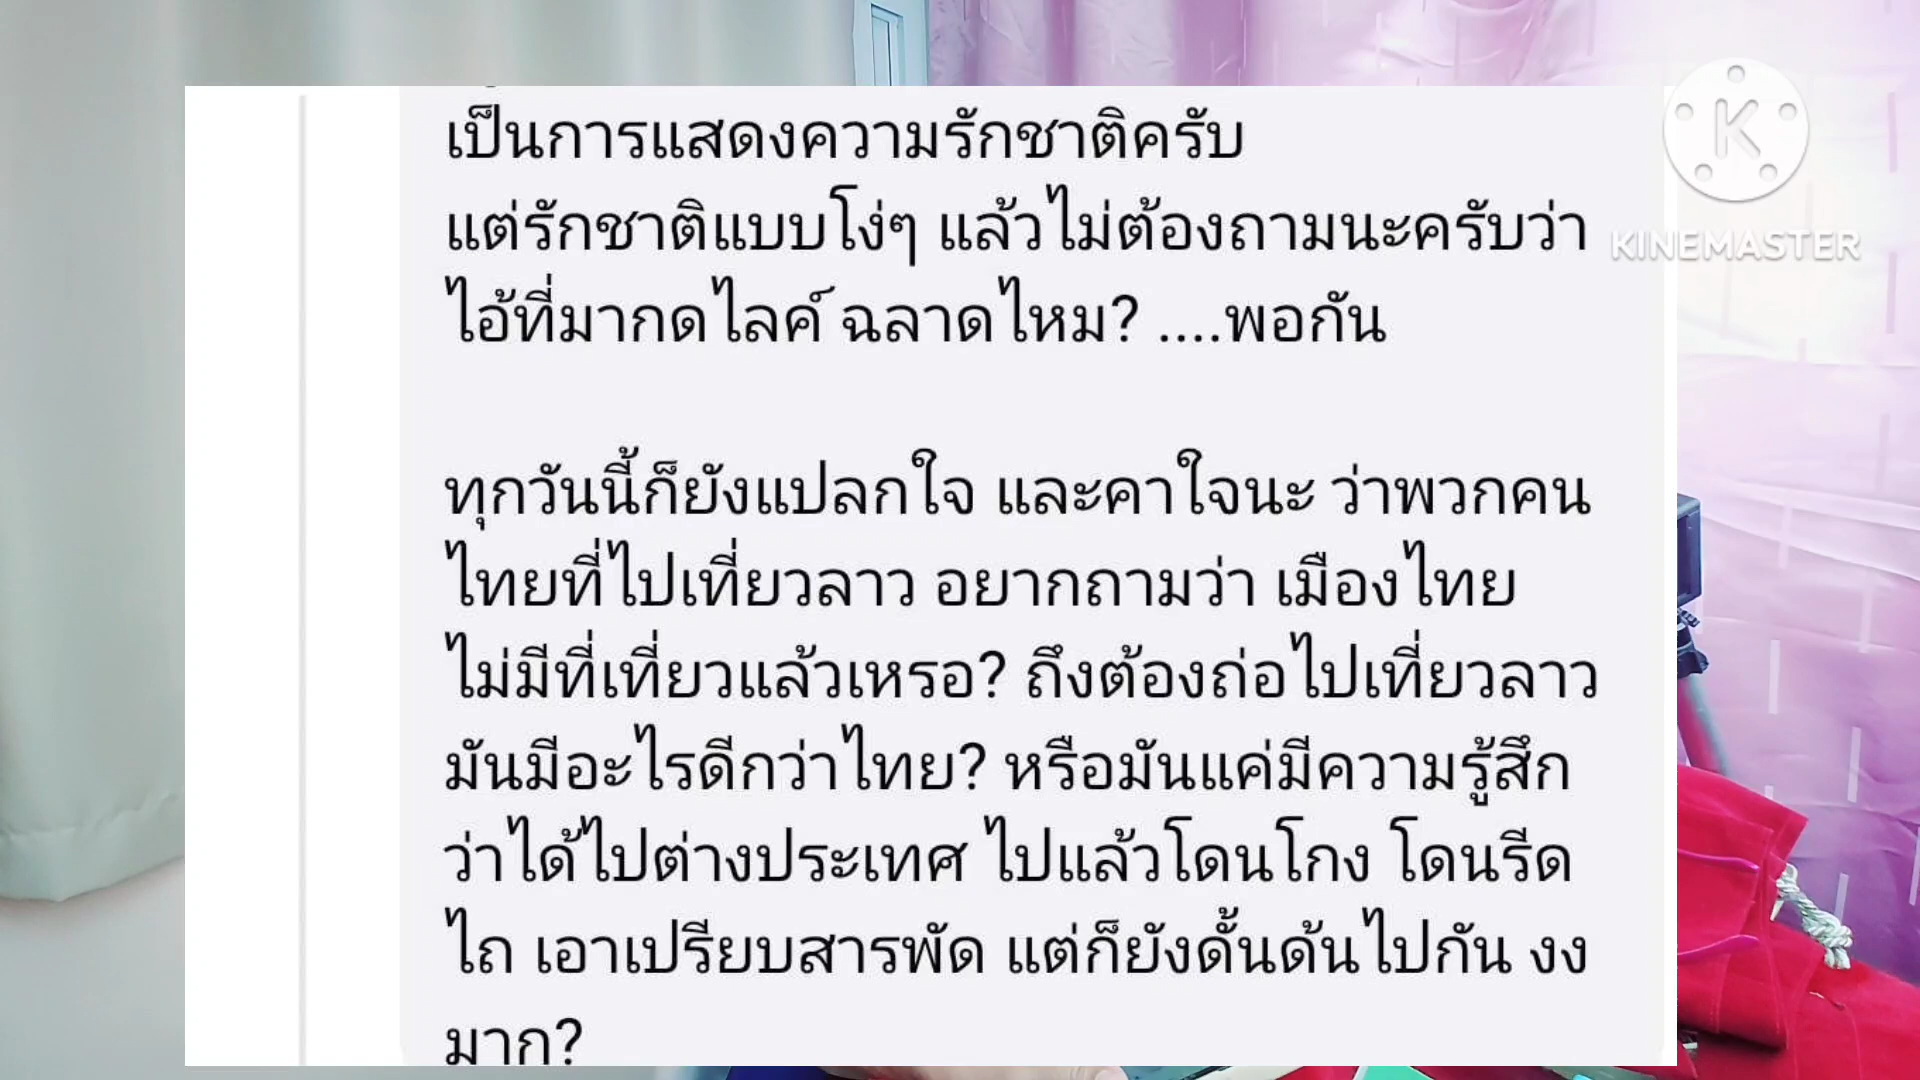 เป็นการแสดงความรักชาติครับ
แต่รักชาติแบบโง่ๆ แล้วไม่ต้องถามนะครับว่า
ไอ้ที่มากดไลค์ ฉลาดไหม? ....พอกัน
ทุกวันนี้ก็ยังแปลกใจ และคาใจนะ ว่าพวกคน
ไทยที่ไปเที่ยวลาว อยากถามว่า เมืองไทย
ไม่มีที่เที่ยวแล้วเหรอ? ถึงต้องถ่อไปเที่ยวลาว
มันมีอะไรดีกว่าไทย? หรือมันแค่มีความรู้สึก
ว่าได้ไปต่างประเทศ ไปแล้วโดนโกง โดนรีด
ไถ เอาเปรียบสารพัด แต่ก็ยังดั้นด้นไปกัน งง
มาก?
K
KINEMASTER